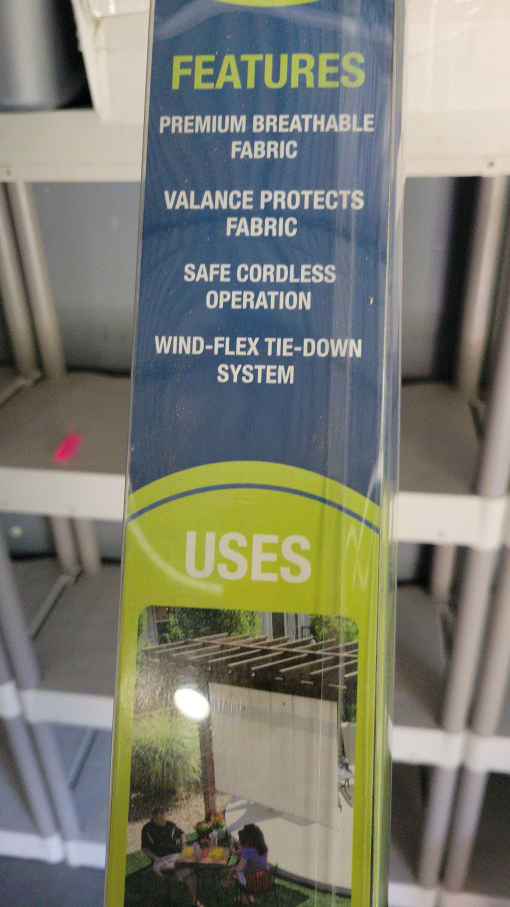 FEATURES
PREMIUM BREATHABLE
FABRIC
VALANCE PROTECTS
FABRIC
SAFE CORDLESS
OPERATION
WIND-FLEX TIE-DOWN
SYSTEM
USES